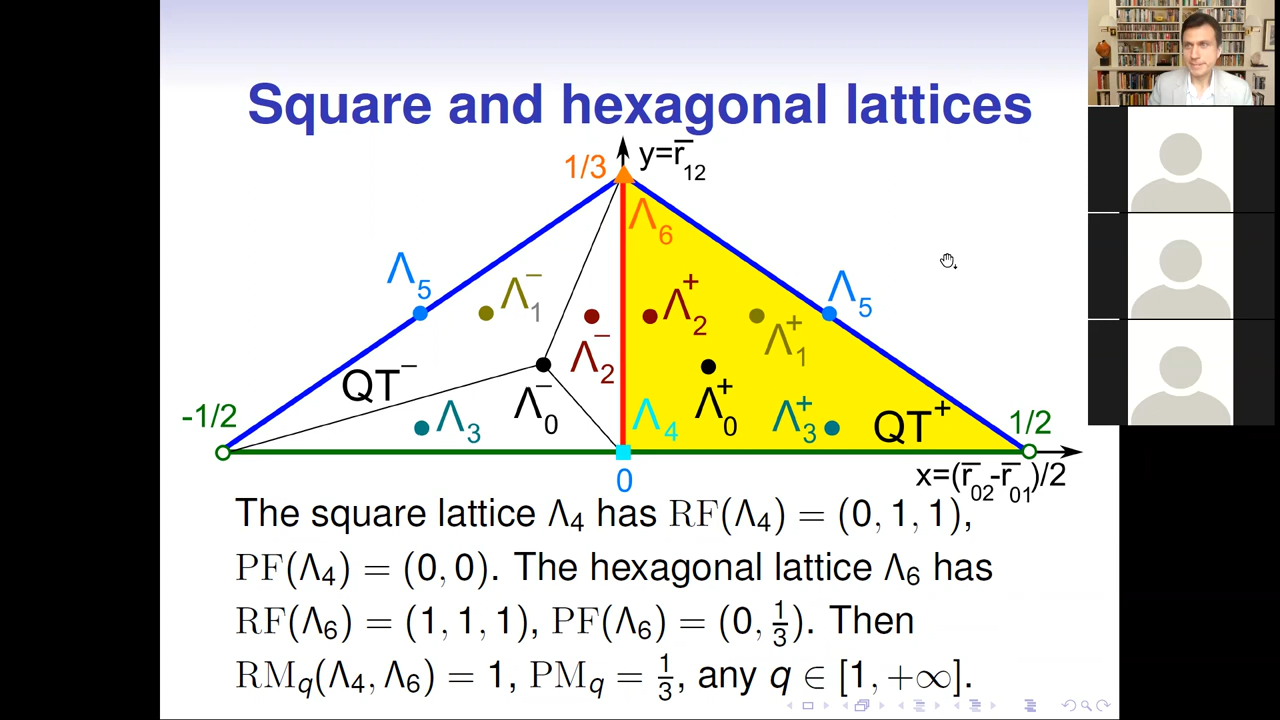 Square and hexagonal lattices
1/3
y=r̅₁₂
Λ₆
Λ₅
Λ₁⁻
Λ₂⁺
Λ₅
Λ₁⁺
Λ₂⁻
QT⁻
Λ₀⁻
Λ₀⁺
-1/2
Λ₃
Λ₄
Λ₃⁺
QT⁺
1/2
0
x=(r̅₀₂-r̅₀₁)/2
The square lattice Λ₄ has RF(Λ₄) = (0, 1, 1),
PF(Λ₄) = (0, 0). The hexagonal lattice Λ₆ has
RF(Λ₆) = (1, 1, 1), PF(Λ₆) = (0, 1/3). Then
RM_q(Λ₄, Λ₆) = 1, PM_q = 1/3, any q ∈ [1, +∞].